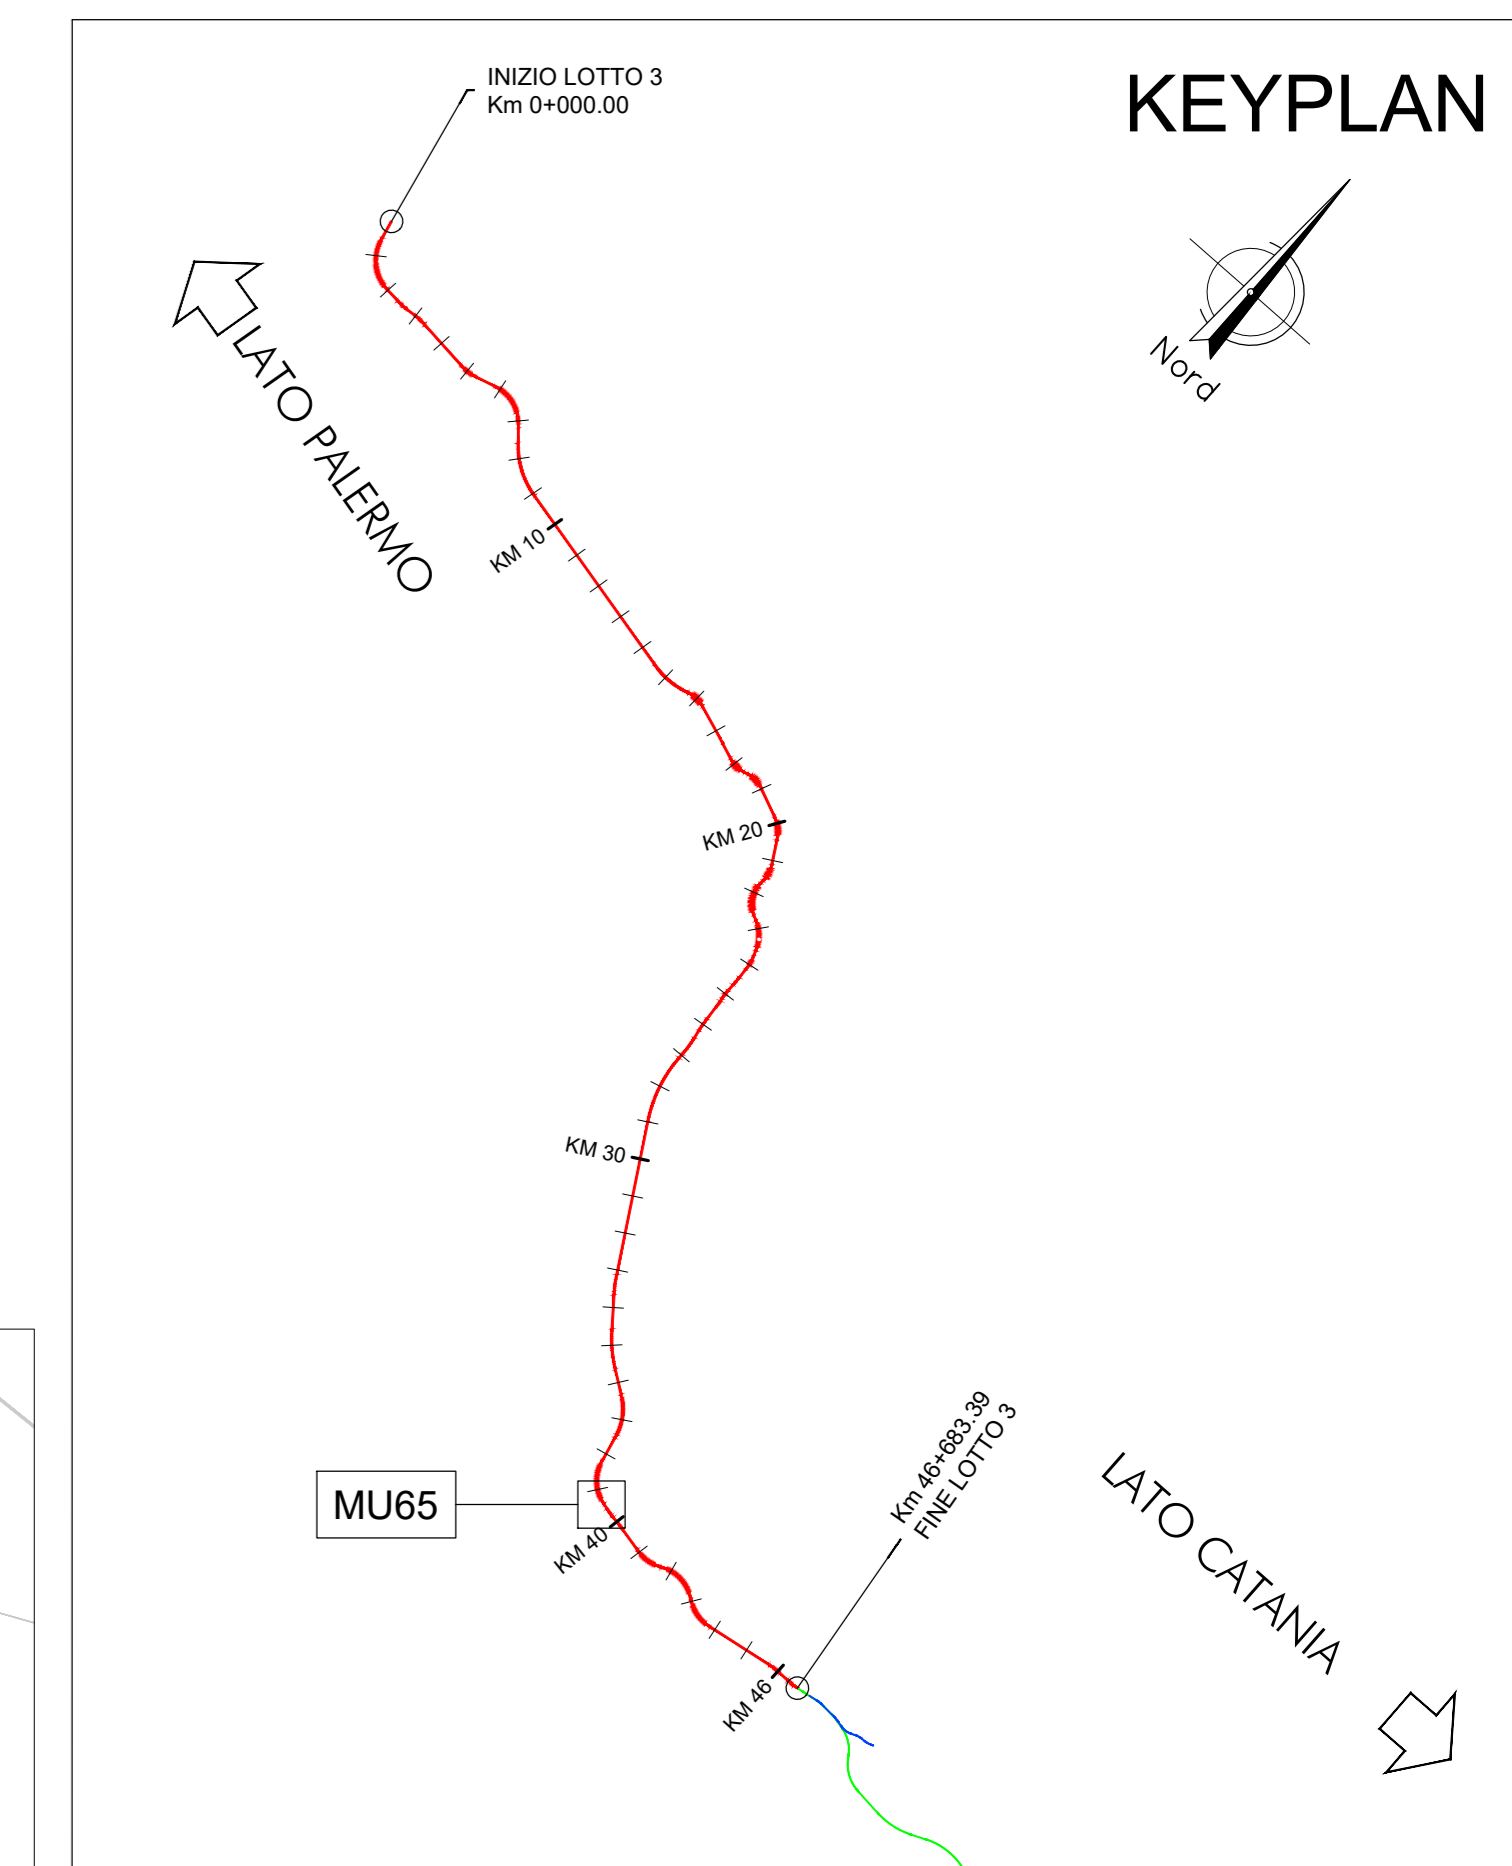 INIZIO LOTTO 3
Km 0+000.00
KEYPLAN
Nord
LATO PALERMO
KM 10
KM 20
KM 30
Km 46+683.39
FINE LOTTO 3
LATO CATANIA
MU65
KM 40
KM 46